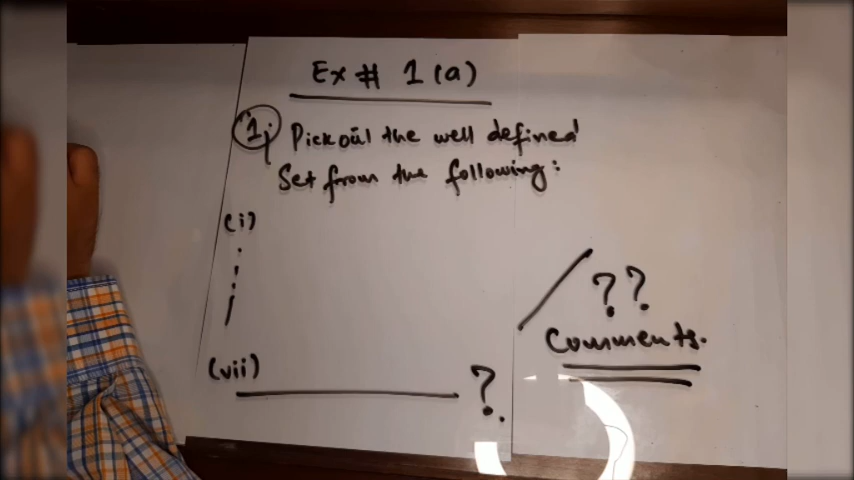 Ex # 1 (a)
1; Pick out the well defined
Set from the following:
(i)
(vii) ?
??
Comments.